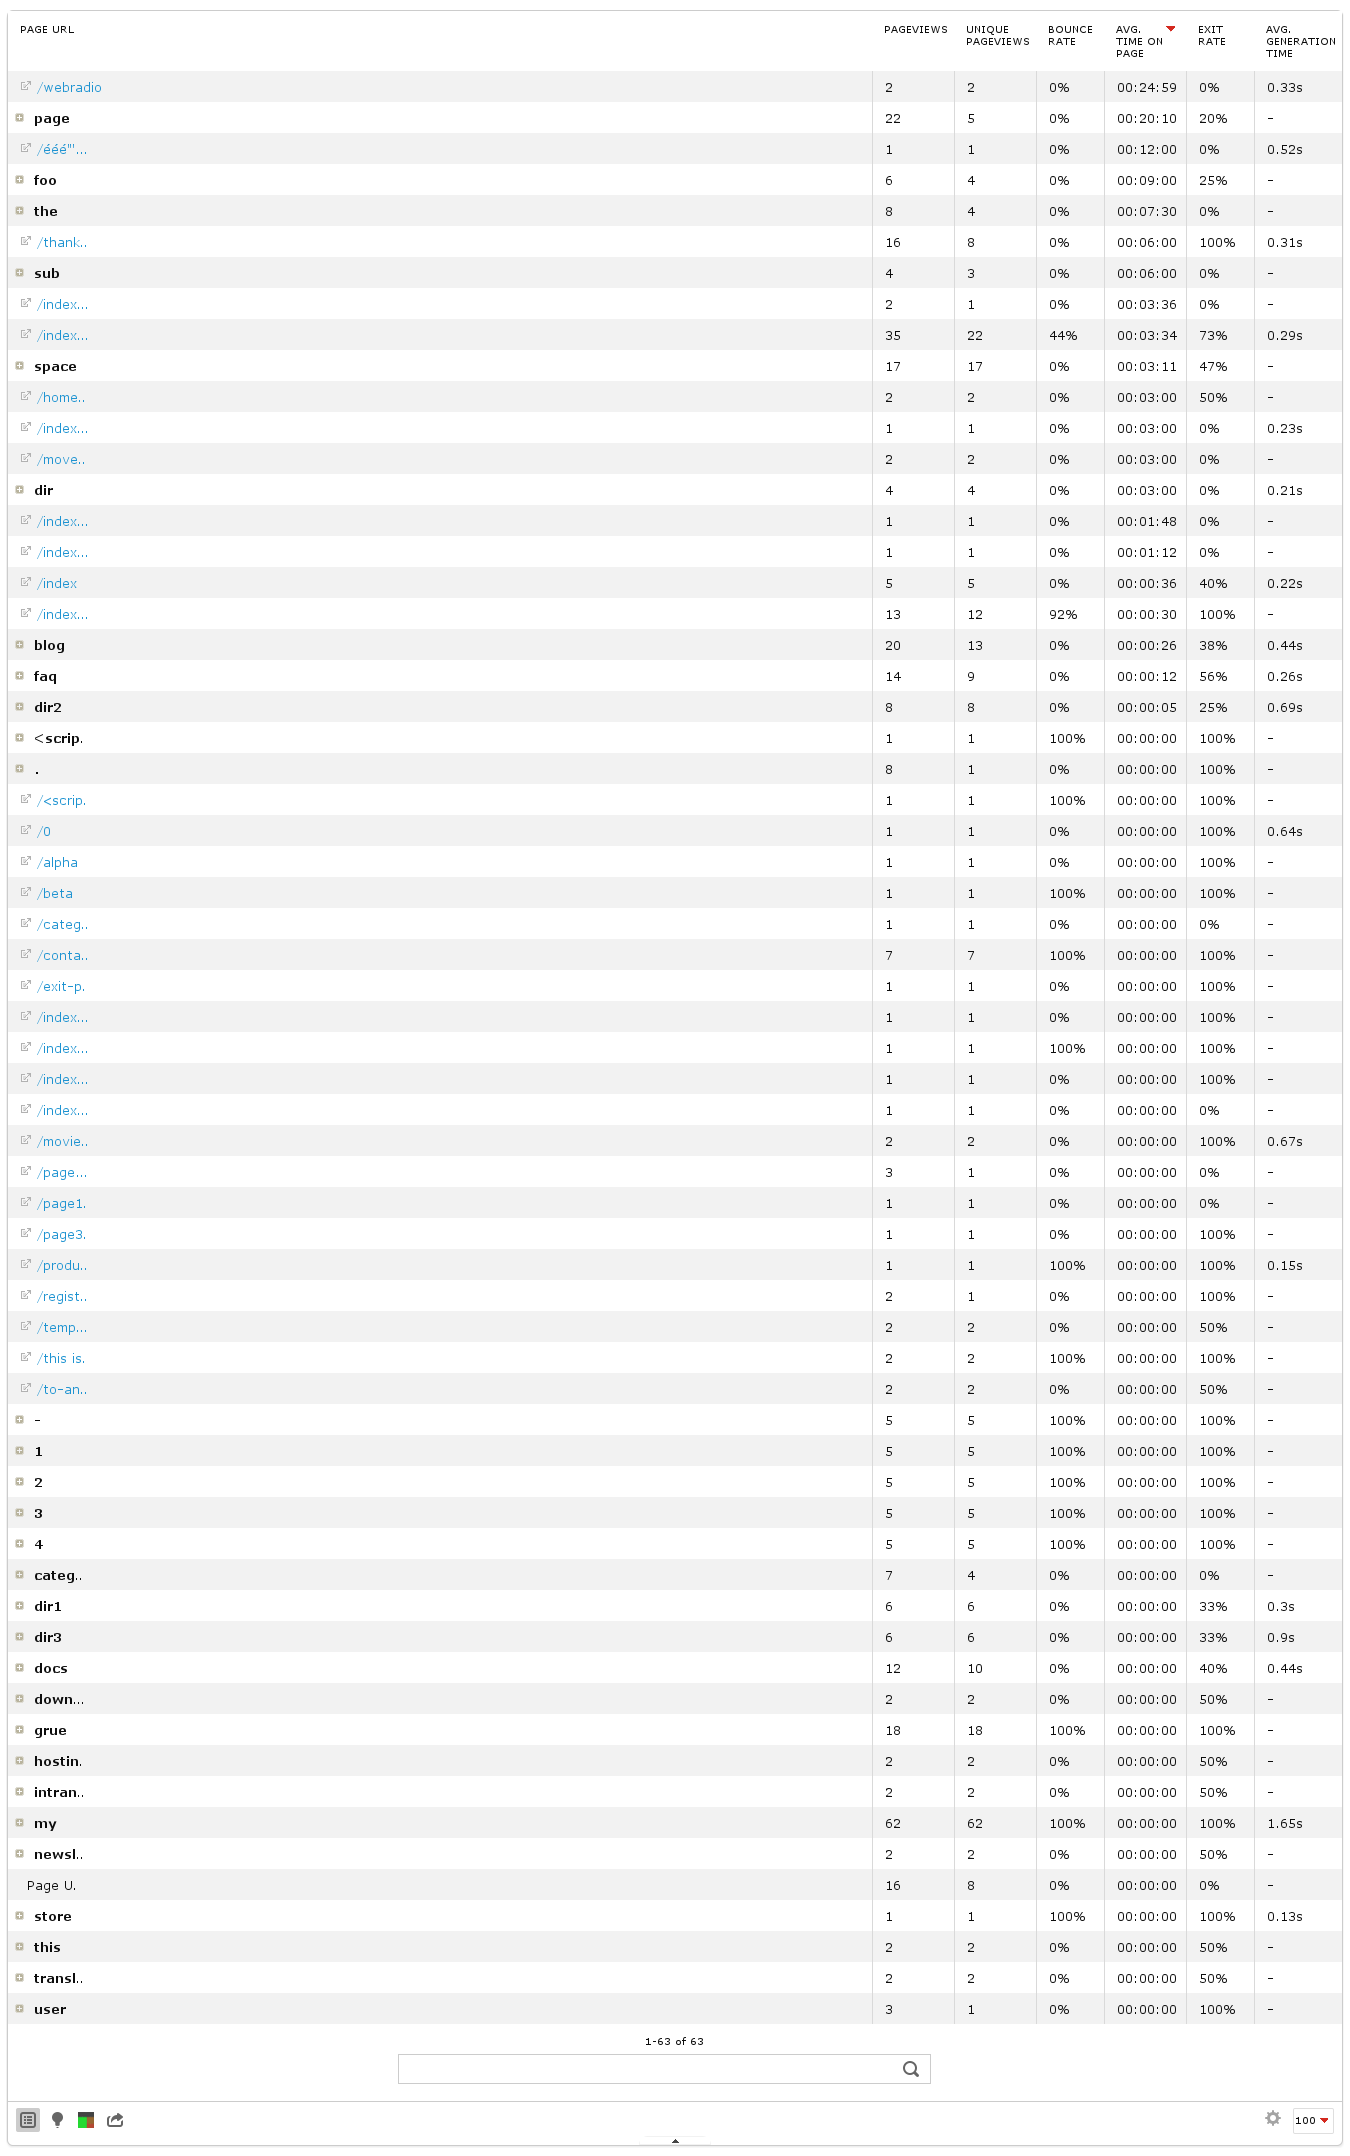 PAGE URL PAGEVIEWS UNIQUE PAGEVIEWS BOUNCE RATE AVG. TIME ON PAGE EXIT RATE AVG. GENERATION TIME
/webradio 2 2 0% 00:24:59 0% 0.33s
page 22 5 0% 00:20:10 20% -
/ééé"'... 1 1 0% 00:12:00 0% 0.52s
foo 6 4 0% 00:09:00 25% -
the 8 4 0% 00:07:30 0% -
/thank.. 16 8 0% 00:06:00 100% 0.31s
sub 4 3 0% 00:06:00 0% -
/index... 2 1 0% 00:03:36 0% -
/index... 35 22 44% 00:03:34 73% 0.29s
space 17 17 0% 00:03:11 47% -
/home.. 2 2 0% 00:03:00 50% -
/index... 1 1 0% 00:03:00 0% 0.23s
/move.. 2 2 0% 00:03:00 0% -
dir 4 4 0% 00:03:00 0% 0.21s
/index... 1 1 0% 00:01:48 0% -
/index... 1 1 0% 00:01:12 0% -
/index 5 5 0% 00:00:36 40% 0.22s
/index... 13 12 92% 00:00:30 100% -
blog 20 13 0% 00:00:26 38% 0.44s
faq 14 9 0% 00:00:12 56% 0.26s
dir2 8 8 0% 00:00:05 25% 0.69s
<scrip. 1 1 100% 00:00:00 100% -
. 8 1 0% 00:00:00 100% -
/<scrip. 1 1 100% 00:00:00 100% -
/0 1 1 0% 00:00:00 100% 0.64s
/alpha 1 1 0% 00:00:00 100% -
/beta 1 1 100% 00:00:00 100% -
/categ.. 1 1 0% 00:00:00 0% -
/conta.. 7 7 100% 00:00:00 100% -
/exit-p. 1 1 0% 00:00:00 100% -
/index... 1 1 0% 00:00:00 100% -
/index... 1 1 100% 00:00:00 100% -
/index... 1 1 0% 00:00:00 100% -
/index... 1 1 0% 00:00:00 0% -
/movie.. 2 2 0% 00:00:00 100% 0.67s
/page... 3 1 0% 00:00:00 0% -
/page1. 1 1 0% 00:00:00 0% -
/page3. 1 1 0% 00:00:00 100% -
/produ.. 1 1 100% 00:00:00 100% 0.15s
/regist.. 2 1 0% 00:00:00 100% -
/temp... 2 2 0% 00:00:00 50% -
/this is. 2 2 100% 00:00:00 100% -
/to-an.. 2 2 0% 00:00:00 50% -
- 5 5 100% 00:00:00 100% -
1 5 5 100% 00:00:00 100% -
2 5 5 100% 00:00:00 100% -
3 5 5 100% 00:00:00 100% -
4 5 5 100% 00:00:00 100% -
categ.. 7 4 0% 00:00:00 0% -
dir1 6 6 0% 00:00:00 33% 0.3s
dir3 6 6 0% 00:00:00 33% 0.9s
docs 12 10 0% 00:00:00 40% 0.44s
down... 2 2 0% 00:00:00 50% -
grue 18 18 100% 00:00:00 100% -
hostin. 2 2 0% 00:00:00 50% -
intran.. 2 2 0% 00:00:00 50% -
my 62 62 100% 00:00:00 100% 1.65s
newsl.. 2 2 0% 00:00:00 50% -
Page U. 16 8 0% 00:00:00 0% -
store 1 1 100% 00:00:00 100% 0.13s
this 2 2 0% 00:00:00 50% -
transl.. 2 2 0% 00:00:00 50% -
user 3 1 0% 00:00:00 100% -
1-63 of 63
100